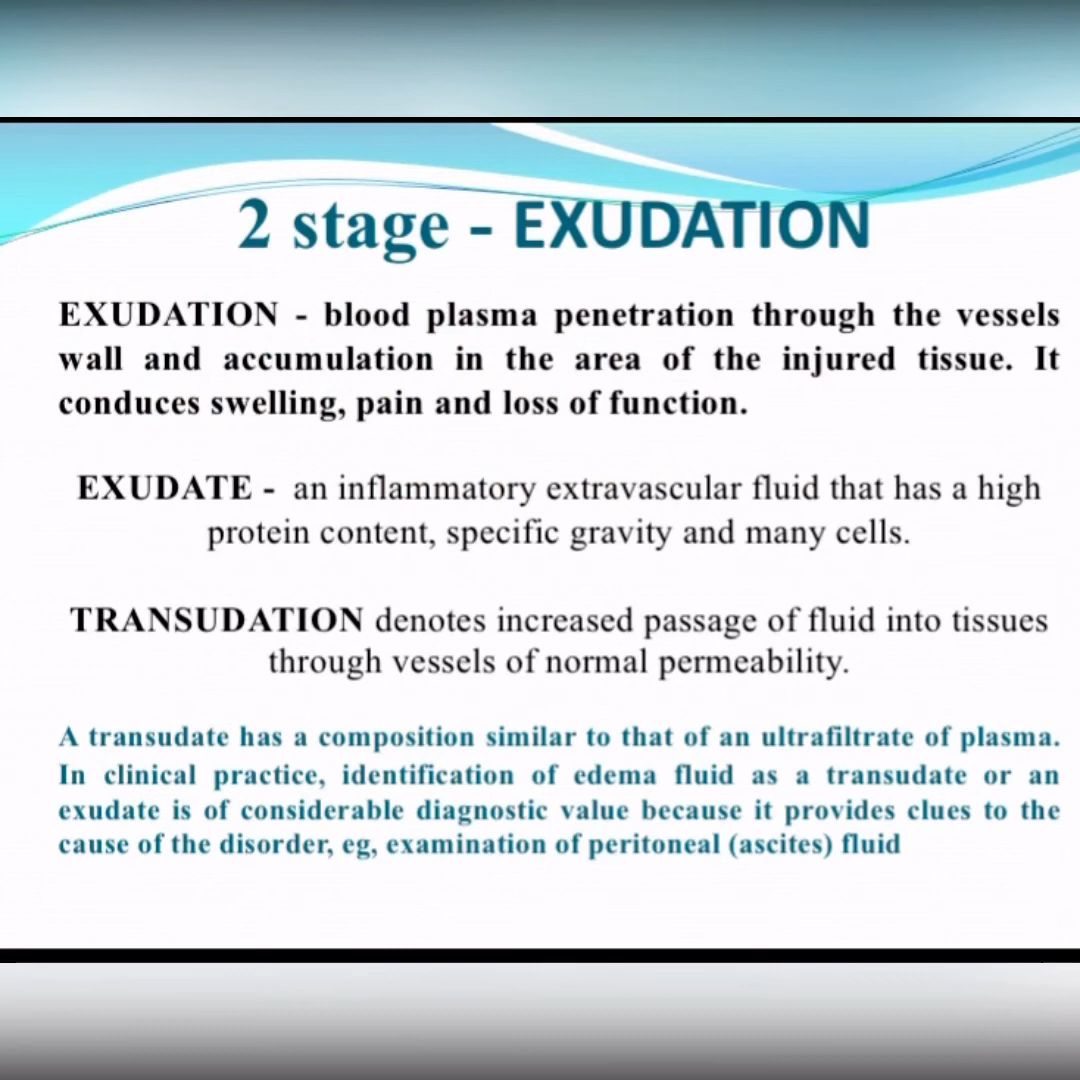 2 stage - EXUDATION
EXUDATION - blood plasma penetration through the vessels
wall and accumulation in the area of the injured tissue. It
conduces swelling, pain and loss of function.
EXUDATE - an inflammatory extravascular fluid that has a high
protein content, specific gravity and many cells.
TRANSUDATION denotes increased passage of fluid into tissues
through vessels of normal permeability.
A transudate has a composition similar to that of an ultrafiltrate of plasma.
In clinical practice, identification of edema fluid as a transudate or an
exudate is of considerable diagnostic value because it provides clues to the
cause of the disorder, eg, examination of peritoneal (ascites) fluid